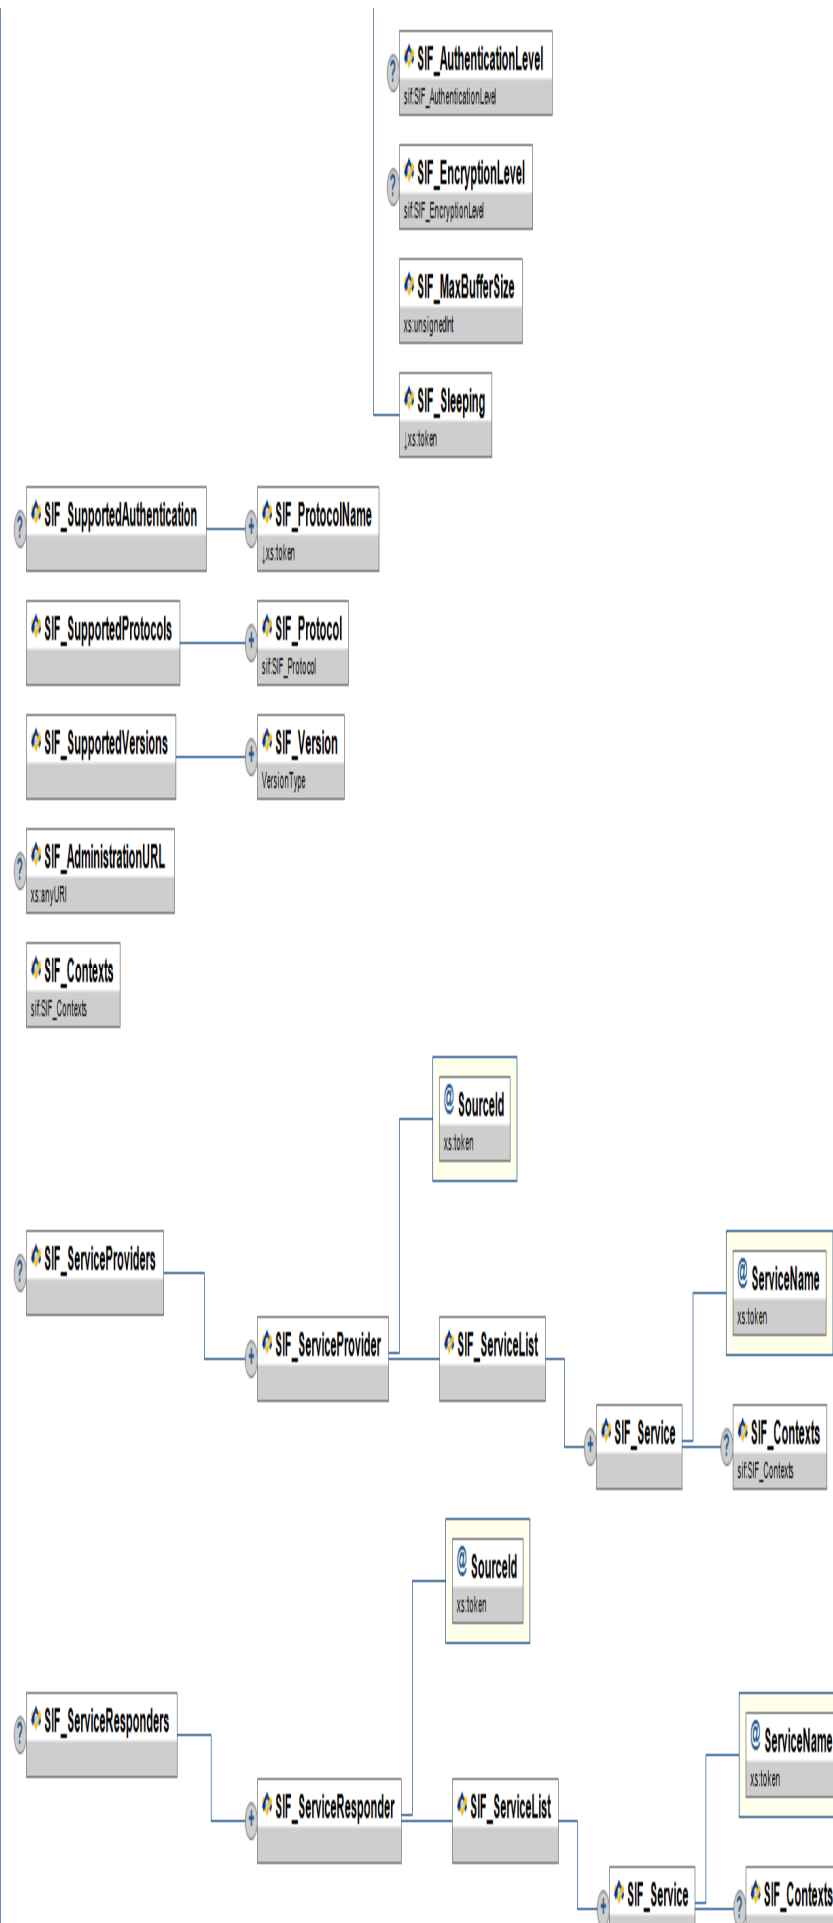 SIF_AuthenticationLevel
sif:SIF_AuthenticationLevel
?
SIF_EncryptionLevel
sif:SIF_EncryptionLevel
?
SIF_MaxBufferSize
xs:unsignedInt
SIF_Sleeping
↓xs:token
SIF_SupportedAuthentication
?
+
SIF_ProtocolName
↓xs:token
SIF_SupportedProtocols
+
SIF_Protocol
sif:SIF_Protocol
SIF_SupportedVersions
+
SIF_Version
VersionType
SIF_AdministrationURL
?
xs:anyURI
SIF_Contexts
sif:SIF_Contexts
@ SourceId
xs:token
SIF_ServiceProviders
?
@ ServiceName
xs:token
+
SIF_ServiceProvider
SIF_ServiceList
+
SIF_Service
?
SIF_Contexts
sif:SIF_Contexts
@ SourceId
xs:token
SIF_ServiceResponders
?
@ ServiceName
xs:token
+
SIF_ServiceResponder
SIF_ServiceList
+
SIF_Service
?
SIF_Contexts